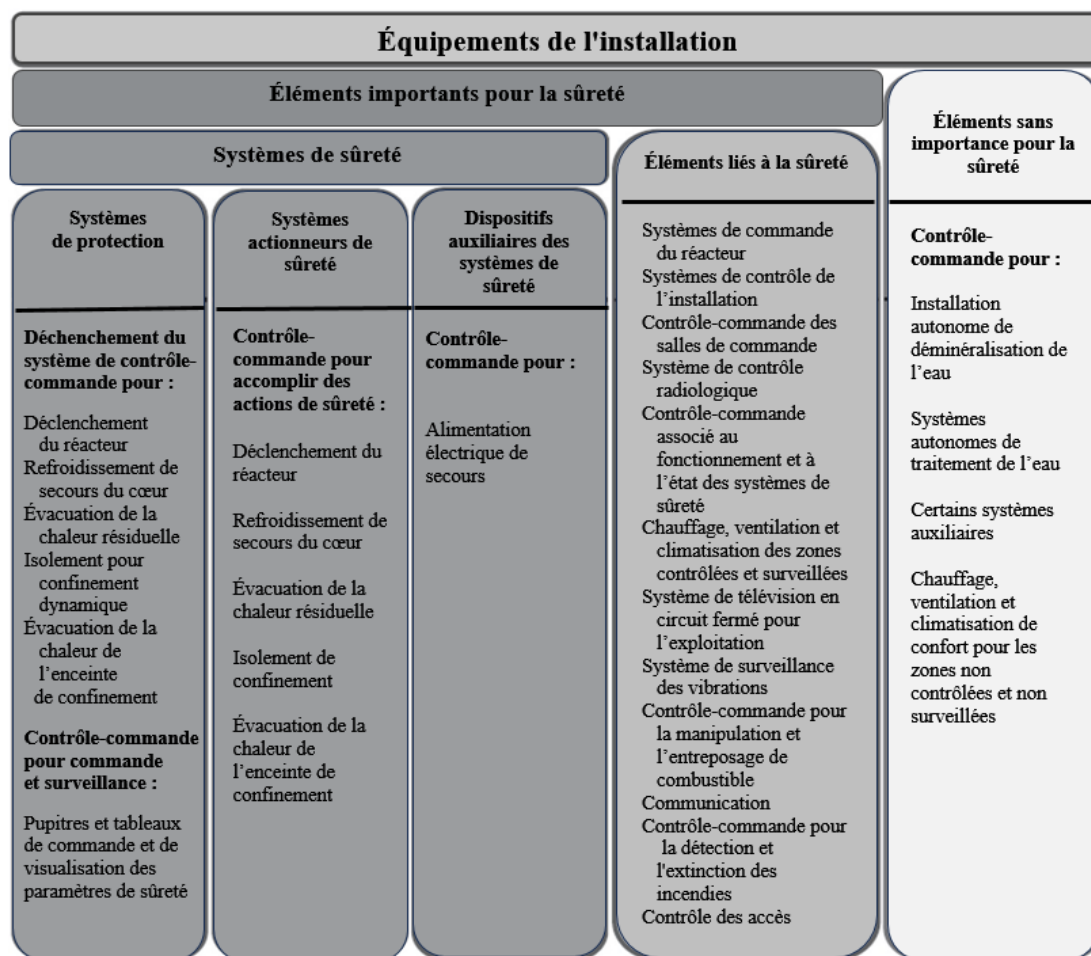 Équipements de l'installation
Éléments importants pour la sûreté
Systèmes de sûreté
Systèmes
de protection
Déchenchement du
système de contrôle-
commande pour :
Déclenchement
du réacteur
Refroidissement de
secours du cœur
Évacuation de la
chaleur résiduelle
Isolement pour
confinement
dynamique
Évacuation de la
chaleur de
l’enceinte
de confinement
Contrôle-commande
pour commande
et surveillance :
Pupitres et tableaux
de commande et de
visualisation des
paramètres de sûreté
Systèmes
actionneurs de
sûreté
Contrôle-
commande pour
accomplir des
actions de sûreté :
Déclenchement du
réacteur
Refroidissement de
secours du cœur
Évacuation de la
chaleur résiduelle
Isolement de
confinement
Évacuation de la
chaleur de
l’enceinte de
confinement
Dispositifs
auxiliaires des
systèmes de
sûreté
Contrôle-
commande pour :
Alimentation
électrique de
secours
Éléments liés à la sûreté
Systèmes de commande
du réacteur
Systèmes de contrôle de
l’installation
Contrôle-commande des
salles de commande
Système de contrôle
radiologique
Contrôle-commande
associé au
fonctionnement et à
l’état des systèmes de
sûreté
Chauffage, ventilation et
climatisation des zones
contrôlées et surveillées
Système de télévision en
circuit fermé pour
l’exploitation
Système de surveillance
des vibrations
Contrôle-commande pour
la manipulation et
l’entreposage de
combustible
Communication
Contrôle-commande pour
la détection et
l'extinction des
incendies
Contrôle des accès
Éléments sans
importance pour la
sûreté
Contrôle-
commande pour :
Installation
autonome de
déminéralisation de
l’eau
Systèmes
autonomes de
traitement de l’eau
Certains systèmes
auxiliaires
Chauffage,
ventilation et
climatisation de
confort pour les
zones non
contrôlées et non
surveillées